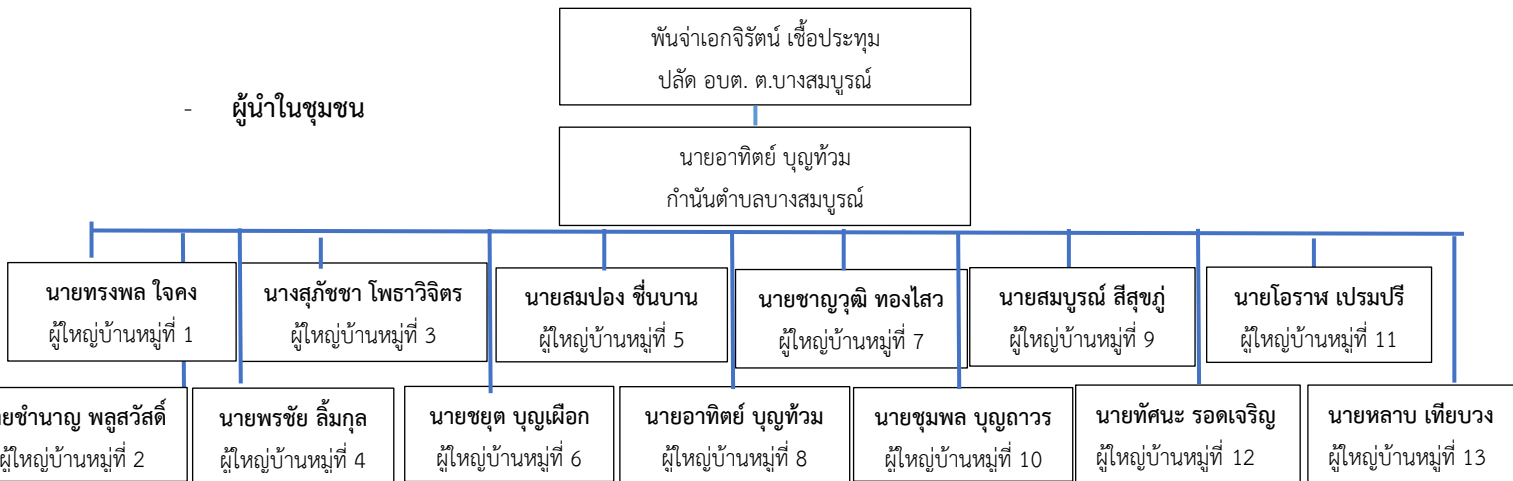 พันจ่าเอกจิรัตน์ เชื้อประทุม
ปลัด อบต. ต.บางสมบูรณ์
- ผู้นำในชุมชน
นายอาทิตย์ บุญท้วม
กำนันตำบลบางสมบูรณ์
นายทรงพล ใจคง
ผู้ใหญ่บ้านหมู่ที่ 1
นางสุภัชชา โพธาวิจิตร
ผู้ใหญ่บ้านหมู่ที่ 3
นายสมปอง ชื่นบาน
ผู้ใหญ่บ้านหมู่ที่ 5
นายชาญวุฒิ ทองไสว
ผู้ใหญ่บ้านหมู่ที่ 7
นายสมบูรณ์ สีสุขภู่
ผู้ใหญ่บ้านหมู่ที่ 9
นายโอราฬ เปรมปรี
ผู้ใหญ่บ้านหมู่ที่ 11
ายชำนาญ พลูสวัสดิ์
ผู้ใหญ่บ้านหมู่ที่ 2
นายพรชัย ลิ้มกุล
ผู้ใหญ่บ้านหมู่ที่ 4
นายชยุต บุญเผือก
ผู้ใหญ่บ้านหมู่ที่ 6
นายอาทิตย์ บุญท้วม
ผู้ใหญ่บ้านหมู่ที่ 8
นายชุมพล บุญถาวร
ผู้ใหญ่บ้านหมู่ที่ 10
นายทัศนะ รอดเจริญ
ผู้ใหญ่บ้านหมู่ที่ 12
นายหลาบ เทียบวง
ผู้ใหญ่บ้านหมู่ที่ 13